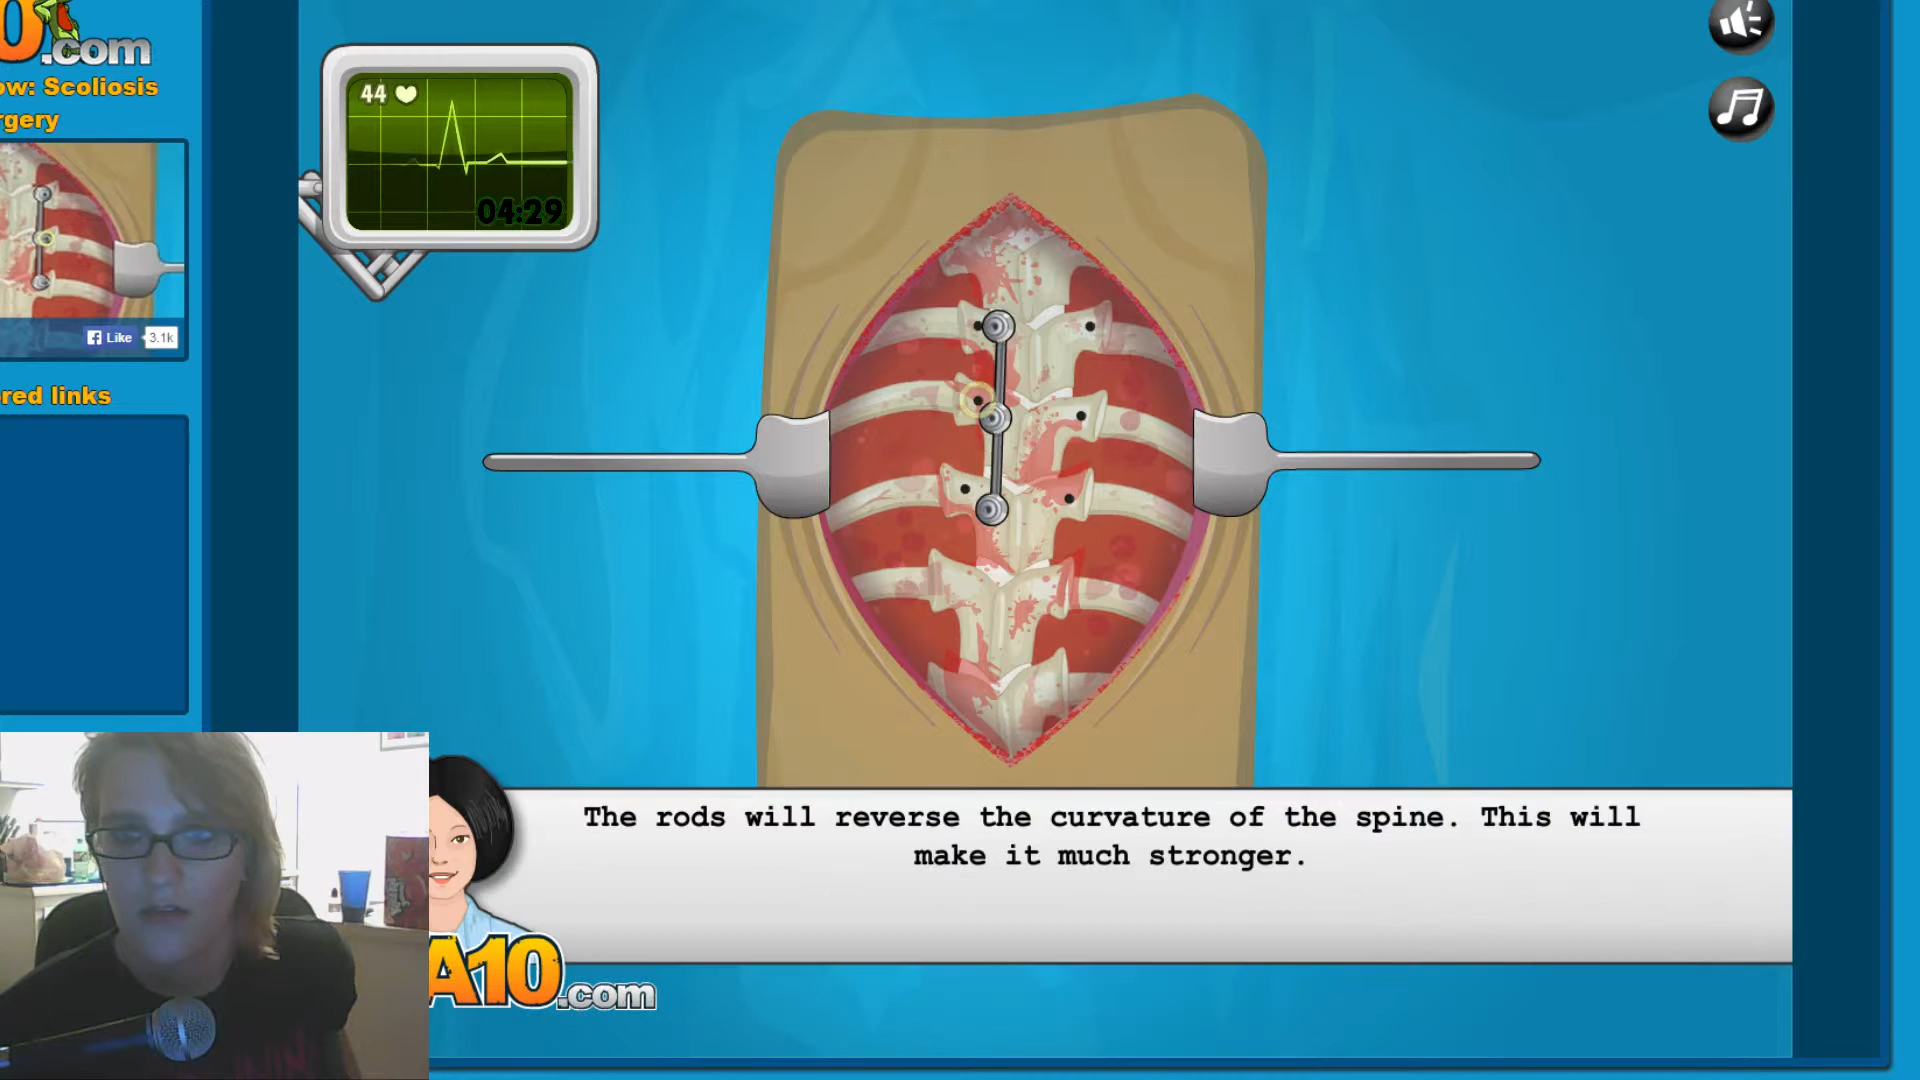 0.com
ow: Scoliosis
rgery
Like 3.1k
red links
44
04:29
The rods will reverse the curvature of the spine. This will
make it much stronger.
A10.com